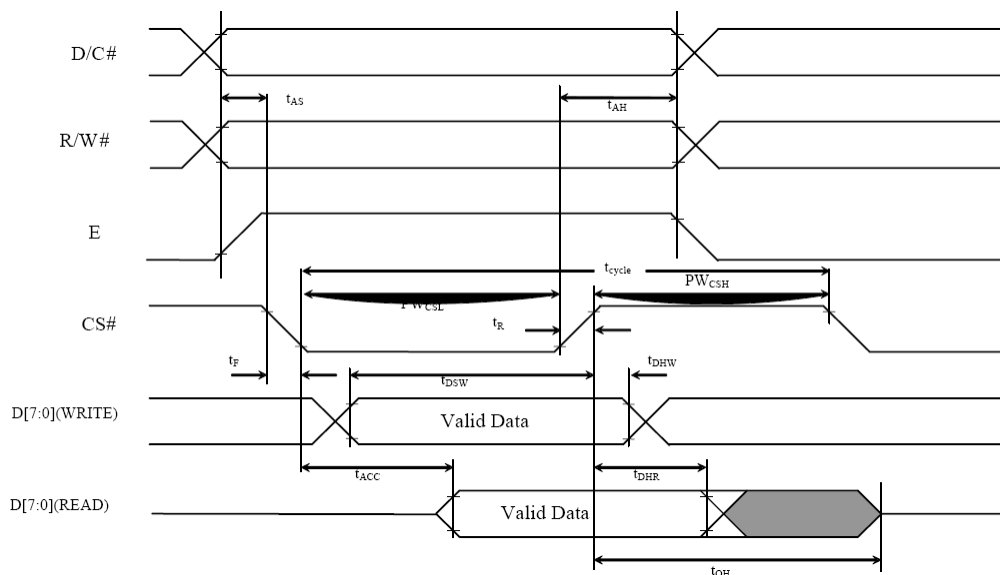 D/C#
tAS
tAH
R/W#
E
tcycle
PWCSH
PWCSL
CS#
tR
tF
tDHW
tDSW
D[7:0](WRITE)
Valid Data
tACC
tDHR
D[7:0](READ)
Valid Data
tOH